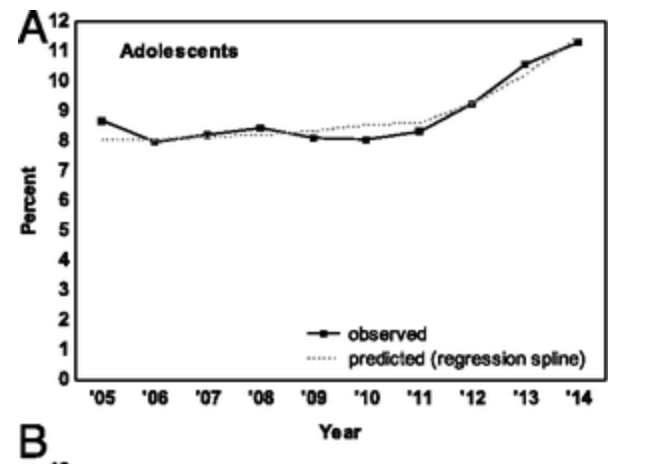 A
12
11
10
9
8
7
6
5
4
3
2
1
0
Percent
Adolescents
observed
predicted (regression spline)
'05 '06 '07 '08 '09 '10 '11 '12 '13 '14
Year
B